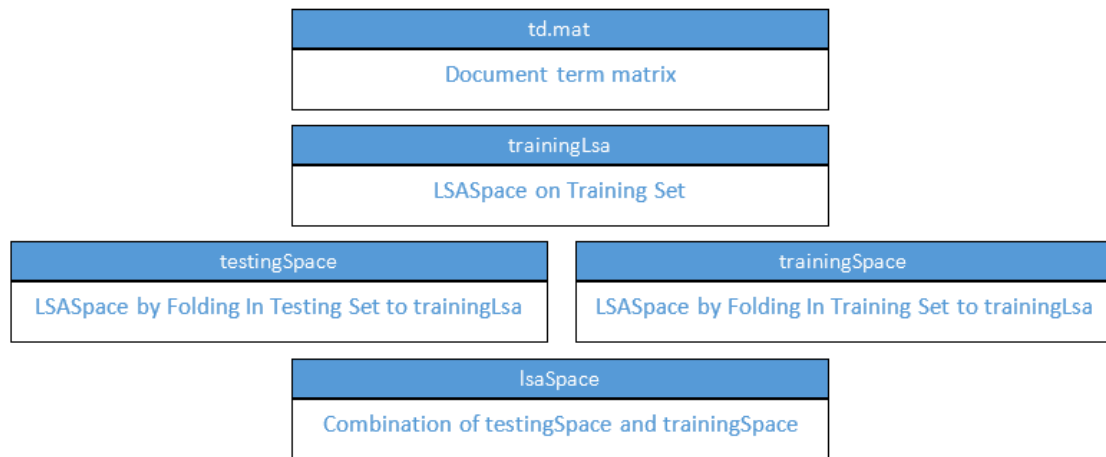 td.mat
Document term matrix
trainingLsa
LSASpace on Training Set
testingSpace
trainingSpace
LSASpace by Folding In Testing Set to trainingLsa
LSASpace by Folding In Training Set to trainingLsa
lsaSpace
Combination of testingSpace and trainingSpace